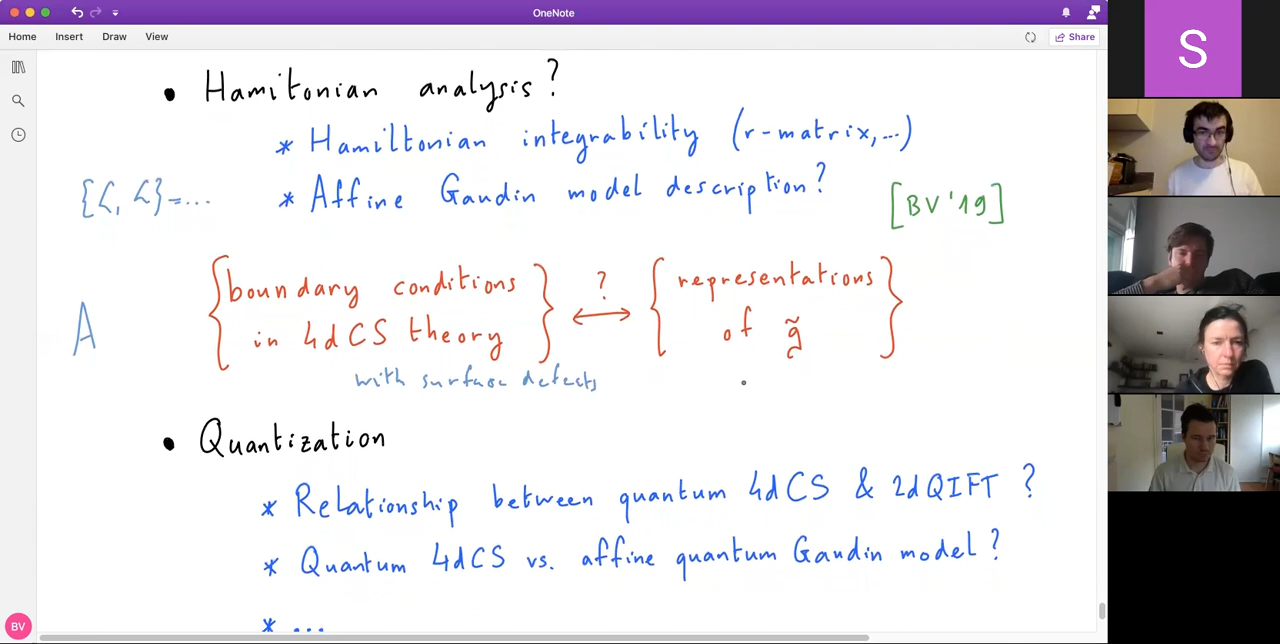 OneNote
Home Insert Draw View
Share
• Hamitonian analysis?
* Hamiltonian integrability (r-matrix,...)
{L, L}=... * Affine Gaudin model description? [BV '19]
A {boundary conditions in 4dCS theory} ?↔ {representations of g̃}
with surface defects
• Quantization
* Relationship between quantum 4dCS & 2dQIFT ?
* Quantum 4dCS vs. affine quantum Gaudin model?
* ...
BV
S